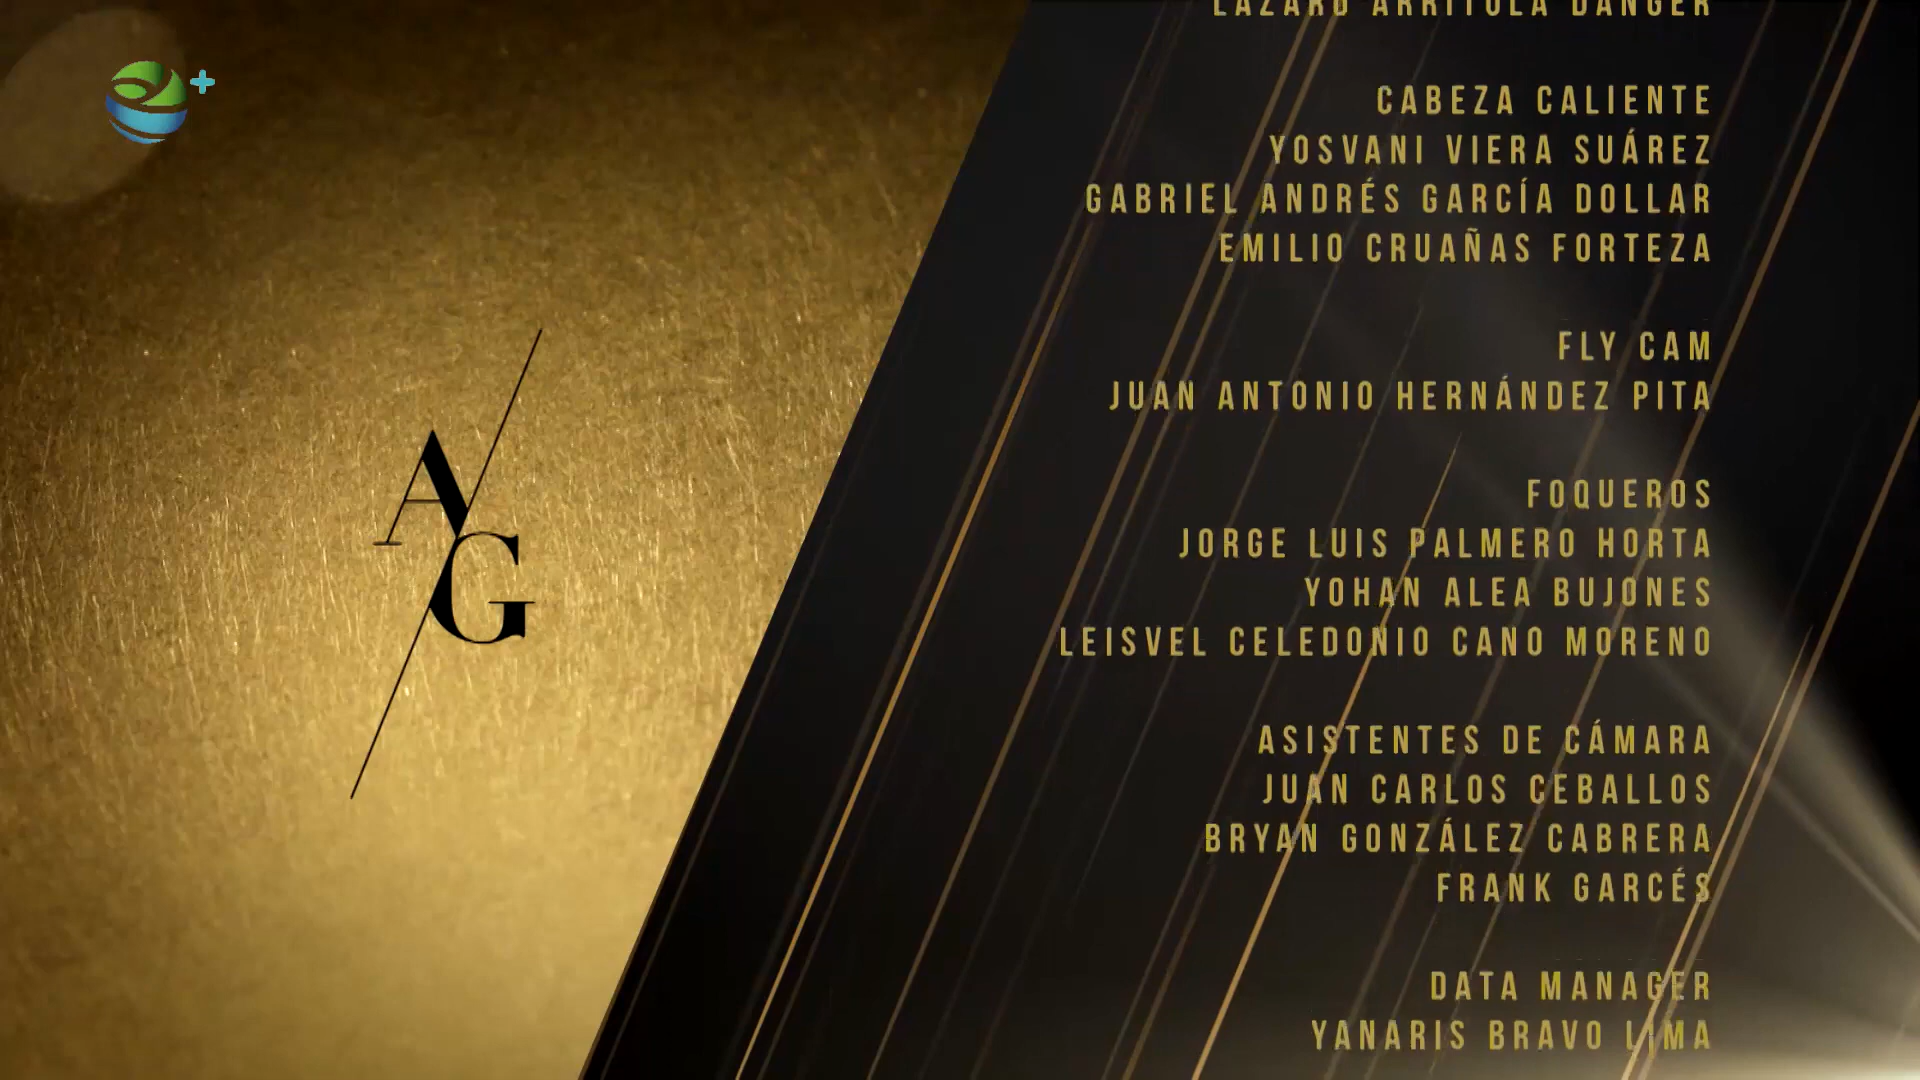 DANGER
CABEZA CALIENTE
YOSVANI VIERA SUÁREZ
GABRIEL ANDRÉS GARCÍA DOLLAR
EMILIO CRUAÑAS FORTEZA
FLY CAM
JUAN ANTONIO HERNÁNDEZ PITA
FOQUEROS
JORGE LUIS PALMERO HORTA
YOHAN ALEA BUJONES
LEISVEL CELEDONIO CANO MORENO
ASISTENTES DE CÁMARA
JUAN CARLOS CEBALLOS
BRYAN GONZÁLEZ CABRERA
FRANK GARCÉS
DATA MANAGER
YANARIS BRAVO LIMA
A
G